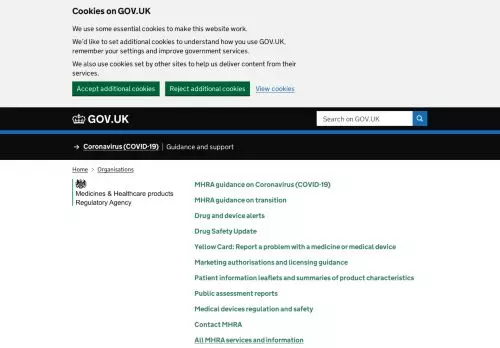 Cookies on GOV.UK
We use some essential cookies to make this website work.
We'd like to set additional cookies to understand how you use GOV.UK,
remember your settings and improve government services.
We also use cookies set by other sites to help us deliver content from their
services.
Accept additional cookies Reject additional cookies View cookies
GOV.UK Search on GOV.UK
→ Coronavirus (COVID-19) | Guidance and support
Home > Organisations
Medicines & Healthcare products
Regulatory Agency
MHRA guidance on Coronavirus (COVID-19)
MHRA guidance on transition
Drug and device alerts
Drug Safety Update
Yellow Card: Report a problem with a medicine or medical device
Marketing authorisations and licensing guidance
Patient information leaflets and summaries of product characteristics
Public assessment reports
Medical devices regulation and safety
Contact MHRA
All MHRA services and information